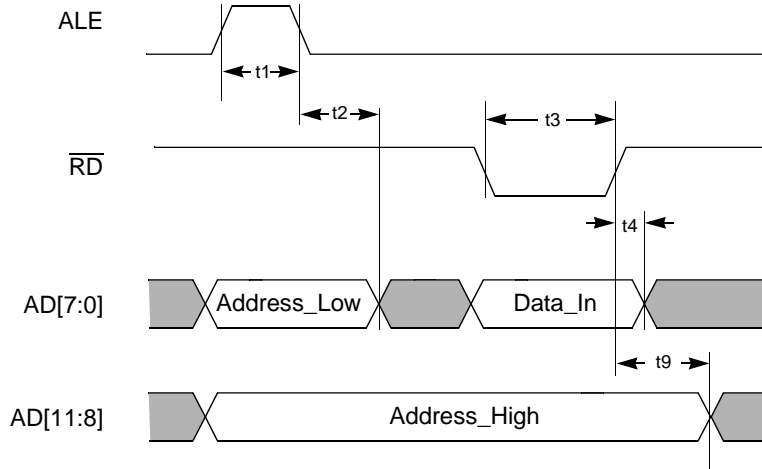 ALE
t1
t2
t3
RD
t4
AD[7:0]
Address_Low
Data_In
t9
AD[11:8]
Address_High